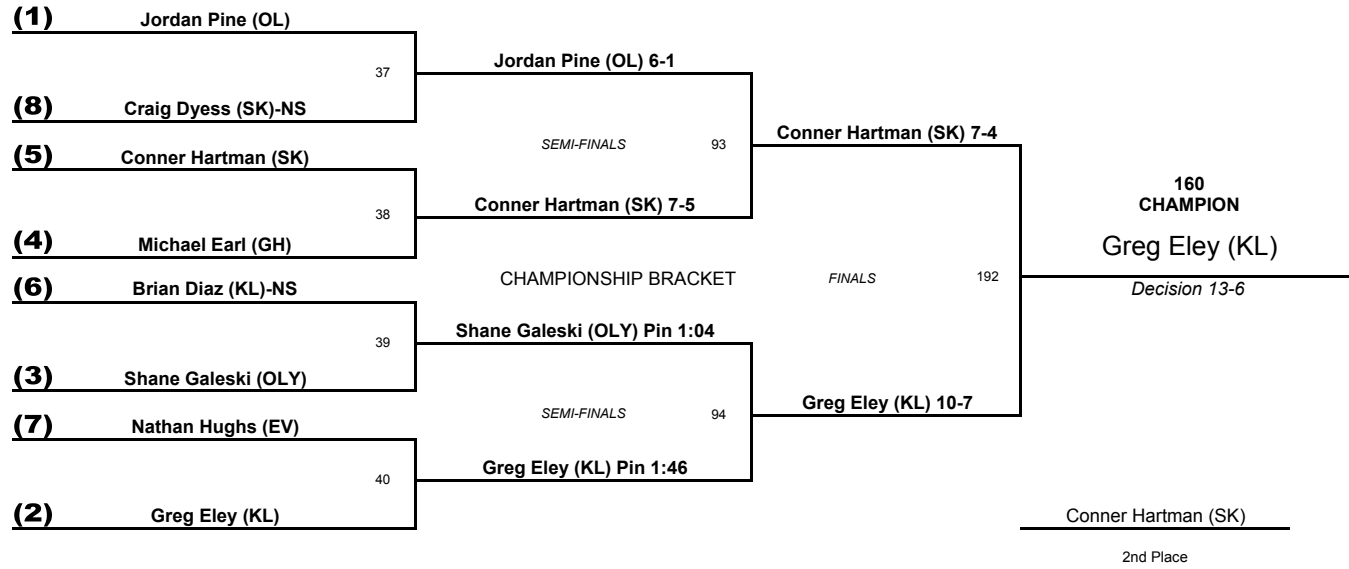 (1) Jordan Pine (OL)
37
Jordan Pine (OL) 6-1
(8) Craig Dyess (SK)-NS
SEMI-FINALS 93
Conner Hartman (SK) 7-4
(5) Conner Hartman (SK)
38
Conner Hartman (SK) 7-5
(4) Michael Earl (GH)
160
CHAMPION
Greg Eley (KL)
Decision 13-6
CHAMPIONSHIP BRACKET
FINALS 192
(6) Brian Diaz (KL)-NS
39
Shane Galeski (OLY) Pin 1:04
(3) Shane Galeski (OLY)
SEMI-FINALS 94
Greg Eley (KL) 10-7
(7) Nathan Hughs (EV)
40
Greg Eley (KL) Pin 1:46
(2) Greg Eley (KL)
Conner Hartman (SK)
2nd Place